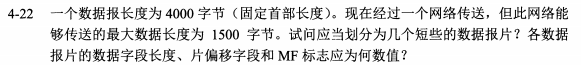 4-22 一个数据报长度为 4000 字节（固定首部长度）。现在经过一个网络传送，但此网络能
够传送的最大数据长度为 1500 字节。试问应当划分为几个短些的数据报片？各数据
报片的数据字段长度、片偏移字段和 MF 标志应为何数值？